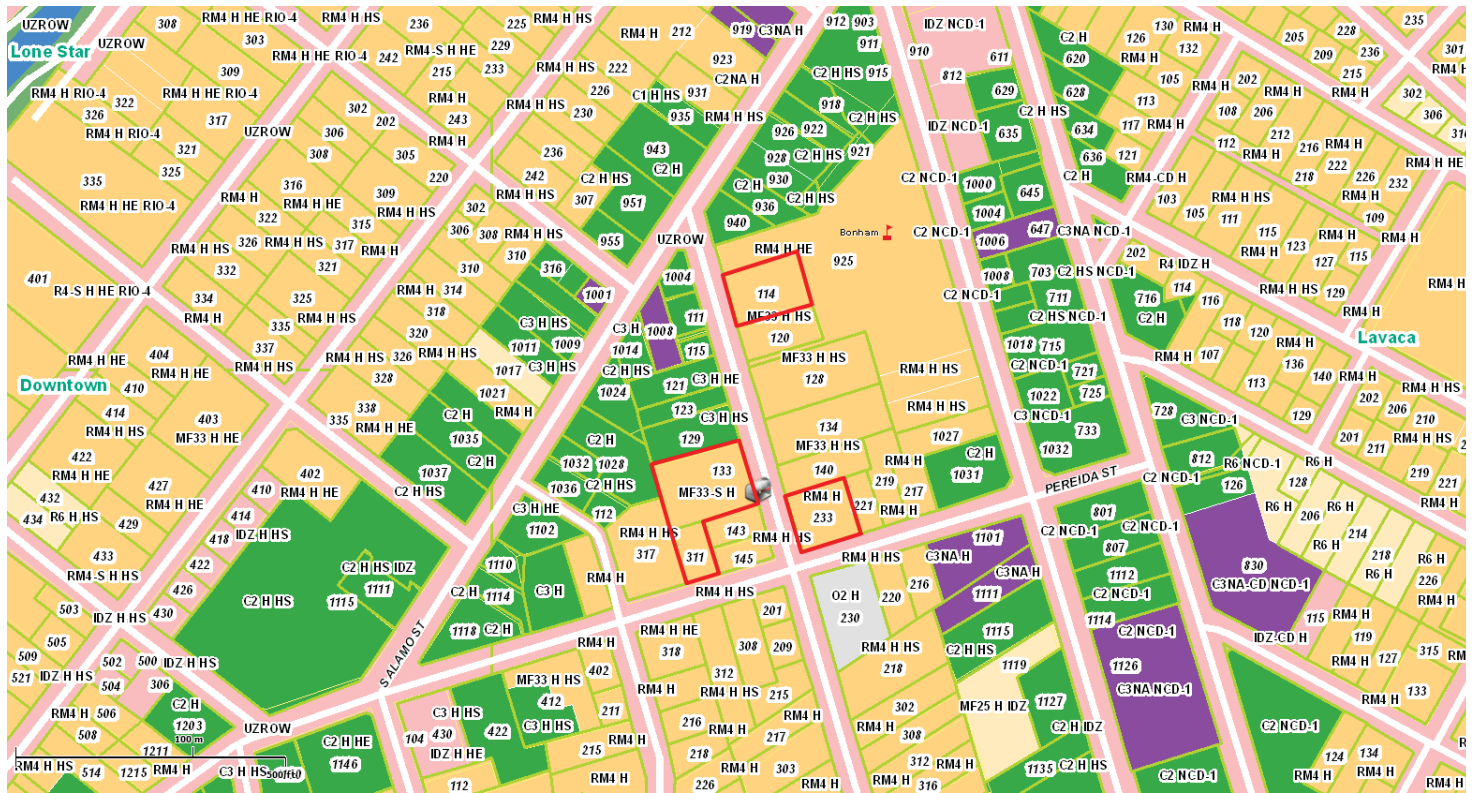 UZROW
308
RM4 H HE RIO-4
RM4 H HS
236
225
RM4 H HS
RM4 H
212
919
C3NA H
912
903
911
IDZ NCD-1
C2 H
620
130
RM4 H
126
132
205
228
235
Lone Star
UZROW
303
RM4 H HE RIO-4
242
RM4-S H HE
229
923
C2NA H
910
611
209
236
301
RM4 H
309
215
233
RM4 H HS
222
C2 H HS
915
812
629
628
105
RM4 H
202
215
RM4 H
RM4 H RIO-4
322
RM4 H HE RIO-4
302
RM4 H
226
C1 H HS
931
918
C2 H HS
113
108
206
RM4 H
302
326
317
UZROW
202
243
230
935
RM4 H HS
926
922
C2 H HS
IDZ NCD-1
635
634
117
RM4 H
212
306
RM4 H RIO-4
306
RM4 H
943
928
C2 H HS
921
636
121
112
RM4 H
216
RM4 H
321
308
305
236
C2 H
222
RM4 H HE
335
325
316
RM4 H
220
242
C2 H HS
C2 H
930
C2 NCD-1
1000
645
C2 H
RM4-CD H
218
226
232
RM4 H HE RIO-4
RM4 H
RM4 H HE
309
RM4 H HS
307
951
936
C2 H HS
1004
103
RM4 H HS
RM4 H
322
302
940
105
111
109
326
RM4 H HS
315
306
308
RM4 H HS
955
UZROW
Bonham
C2 NCD-1
1006
647
C3NA NCD-1
115
RM4 H
RM4 H HS
317
RM4 H
310
RM4 H HE
925
202
RM4 H
123
401
332
321
310
316
1004
1008
703
C2 HS NCD-1
R4 IDZ H
127
115
R4-S H HE RIO-4
334
325
RM4 H
314
1001
114
C2 NCD-1
711
716
114
116
RM4 HS
129
RM4 H
RM4 H
335
RM4 H HS
318
C3 H HS
C3 H
1008
111
MF33 H HS
C2 HS NCD-1
C2 H
118
RM4 H
320
1009
120
120
RM4 H HE
404
337
1011
1014
115
MF33 H HS
1018
715
RM4 H
107
136
Lavaca
RM4 H HE
RM4 H HS
RM4 H HS
326
RM4 H HS
C3 H HS
C2 H HS
128
RM4 H HS
C2 NCD-1
721
140
RM4 H
Downtown
410
328
1017
1024
121
C3 H HE
1022
725
113
RM4 H HS
414
403
338
1021
123
C3 H HS
RM4 H HS
C3 NCD-1
728
C3 NCD-1
129
202
206
210
RM4 H HS
MF33 H HE
335
RM4 H HE
C2 H
RM4 H
C2 H
129
134
MF33 H HS
1027
733
201
RM4 H HS
422
1035
1032
1028
133
140
RM4 H
C2 H
1032
812
R6 NCD-1
R6 H
211
RM4 H HE
402
C2 H
C2 H HS
MF33-S H
219
1031
PEREIDA ST
C2 NCD-1
128
219
427
410
RM4 H HE
1037
1036
RM4 H
217
126
221
432
RM4 H HE
C2 H HS
C3 H HE
112
233
221
801
C2 NCD-1
R6 H
206
R6 H
RM4 H
434
R6 H HS
429
414
1102
RM4 H HS
143
RM4 H HS
1101
C2 NCD-1
214
433
418
IDZ H HS
317
311
145
RM4 H HS
C3NA H
807
830
R6 H
218
R6 H
RM4-S H HS
422
C2 H HS IDZ
1110
RM4 H
216
C3NA H
1112
C3NA-CD NCD-1
R6 H
226
426
C2 H HS
1111
C2 H
1114
C3 H
RM4 H HS
O2 H
220
1111
C2 NCD-1
RM4 H
503
430
1115
201
230
1114
C2 NCD-1
115
RM4 H
505
IDZ H HS
1118
C2 H
RM4 H
RM4 H HE
308
209
RM4 H HS
1115
C2 H HS
IDZ-CD H
119
315
509
502
500
IDZ H HS
S ALAMO ST
318
218
1119
1126
127
RM4 H
521
IDZ H HS
504
306
402
312
C3NA NCD-1
133
C2 H
MF33 H HS
RM4 H HS
215
MF25 H IDZ
1127
RM4 H
RM4 H
506
1203
C3 H HS
412
211
302
C2 NCD-1
508
UZROW
104
430
422
C3 H HS
216
RM4 H
RM4 H
RM4 H
C2 H IDZ
100 m
1211
C2 H HE
IDZ H HE
215
RM4 H
217
308
134
RM4 H HS
514
1215
RM4 H
C3 H HS
500 ft
1146
112
RM4 H
218
303
312
RM4 H
1135
C2 H HS
C2 NCD-1
124
RM4 H
226
RM4 H
316
RM4 H
RM4 H